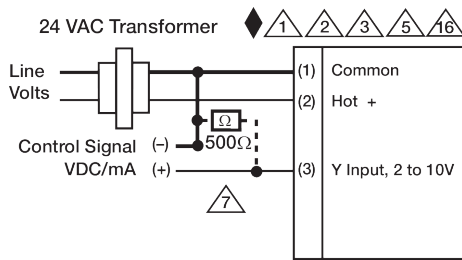 24 VAC Transformer
1 2 3 5 16
Line
Volts
(1) Common
(2) Hot +
Ω
500Ω
Control Signal (–)
VDC/mA (+)
(3) Y Input, 2 to 10V
7